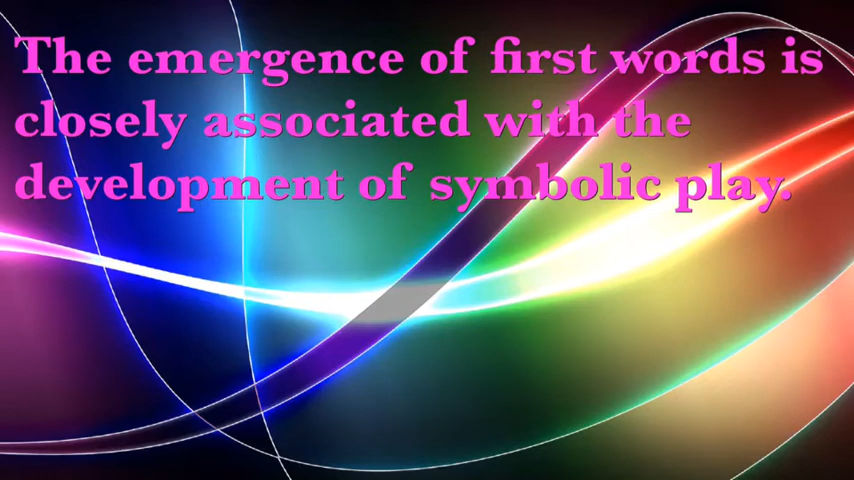 The emergence of first words is
closely associated with the
development of symbolic play.